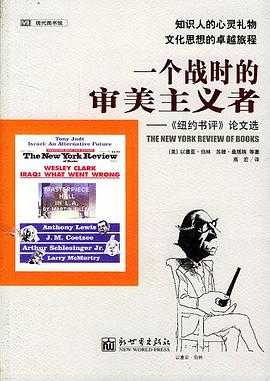 现代图书馆
知识人的心灵礼物
文化思想的卓越旅程
一个战时的
审美主义者
——《纽约书评》论文选
THE NEW YORK REVIEW OF BOOKS
(英) 以塞亚·伯林 苏珊·桑塔格 等著
高宏/译
Tony Judt
Israel: An Alternative Future
The New York Review
WESLEY CLARK
IRAQ: WHAT WENT WRONG
MASTERPIECE
HALL
IN L.A.
Anthony Lewis
J. M. Coetzee
Arthur Schlesinger Jr.
Larry McMurtry
新世界出版社
NEW WORLD PRESS
以塞亚·伯林